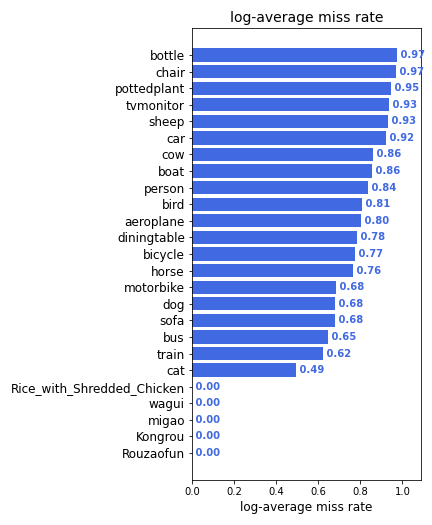 log-average miss rate
bottle 0.97
chair 0.97
pottedplant 0.95
tvmonitor 0.93
sheep 0.93
car 0.92
cow 0.86
boat 0.86
person 0.84
bird 0.81
aeroplane 0.80
diningtable 0.78
bicycle 0.77
horse 0.76
motorbike 0.68
dog 0.68
sofa 0.68
bus 0.65
train 0.62
cat 0.49
Rice_with_Shredded_Chicken 0.00
wagui 0.00
migao 0.00
Kongrou 0.00
Rouzaofun 0.00
0.0 0.2 0.4 0.6 0.8 1.0
log-average miss rate